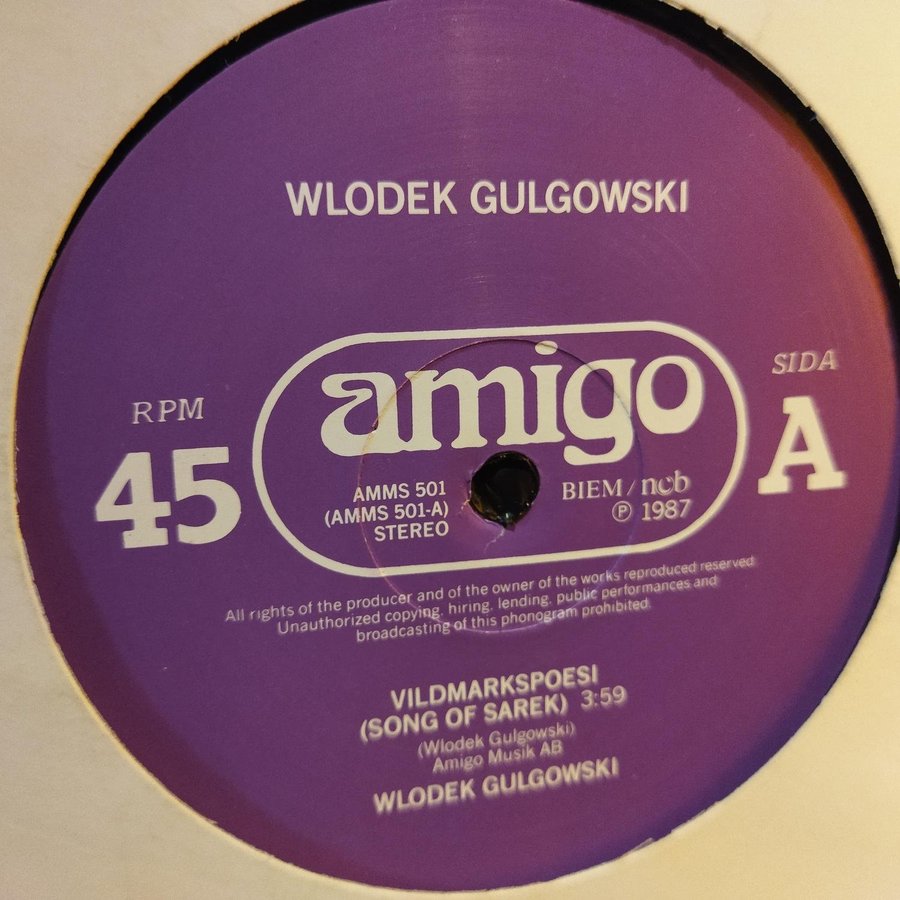 WLODEK GULGOWSKI
RPM
45
amigo
SIDA
A
AMMS 501
(AMMS 501-A)
STEREO
BIEM/ncb
℗ 1987
All rights of the producer and of the owner of the works reproduced reserved
Unauthorized copying, hiring, lending, public performances and
broadcasting of this phonogram prohibited.
VILDMARKSPOESI
(SONG OF SAREK) 3:59
(Wlodek Gulgowski)
Amigo Musik AB
WLODEK GULGOWSKI